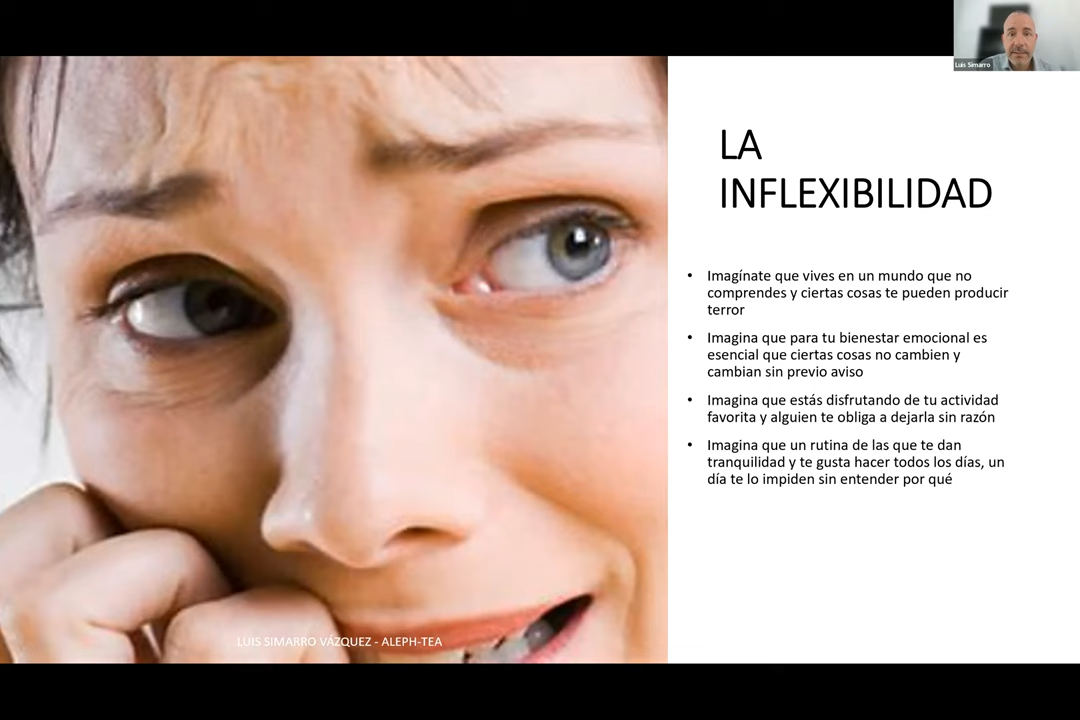 Luis Simarro
LA
INFLEXIBILIDAD
• Imagínate que vives en un mundo que no
comprendes y ciertas cosas te pueden producir
terror
• Imagina que para tu bienestar emocional es
esencial que ciertas cosas no cambien y
cambian sin previo aviso
• Imagina que estás disfrutando de tu actividad
favorita y alguien te obliga a dejarla sin razón
• Imagina que un rutina de las que te dan
tranquilidad y te gusta hacer todos los días, un
día te lo impiden sin entender por qué
LUIS SIMARRO VÁZQUEZ - ALEPH-TEA